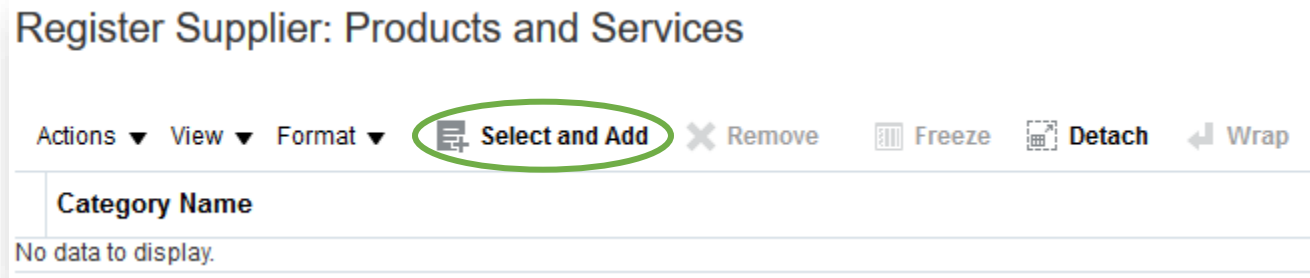 Register Supplier: Products and Services
Actions View Format Select and Add Remove Freeze Detach Wrap
Category Name
No data to display.